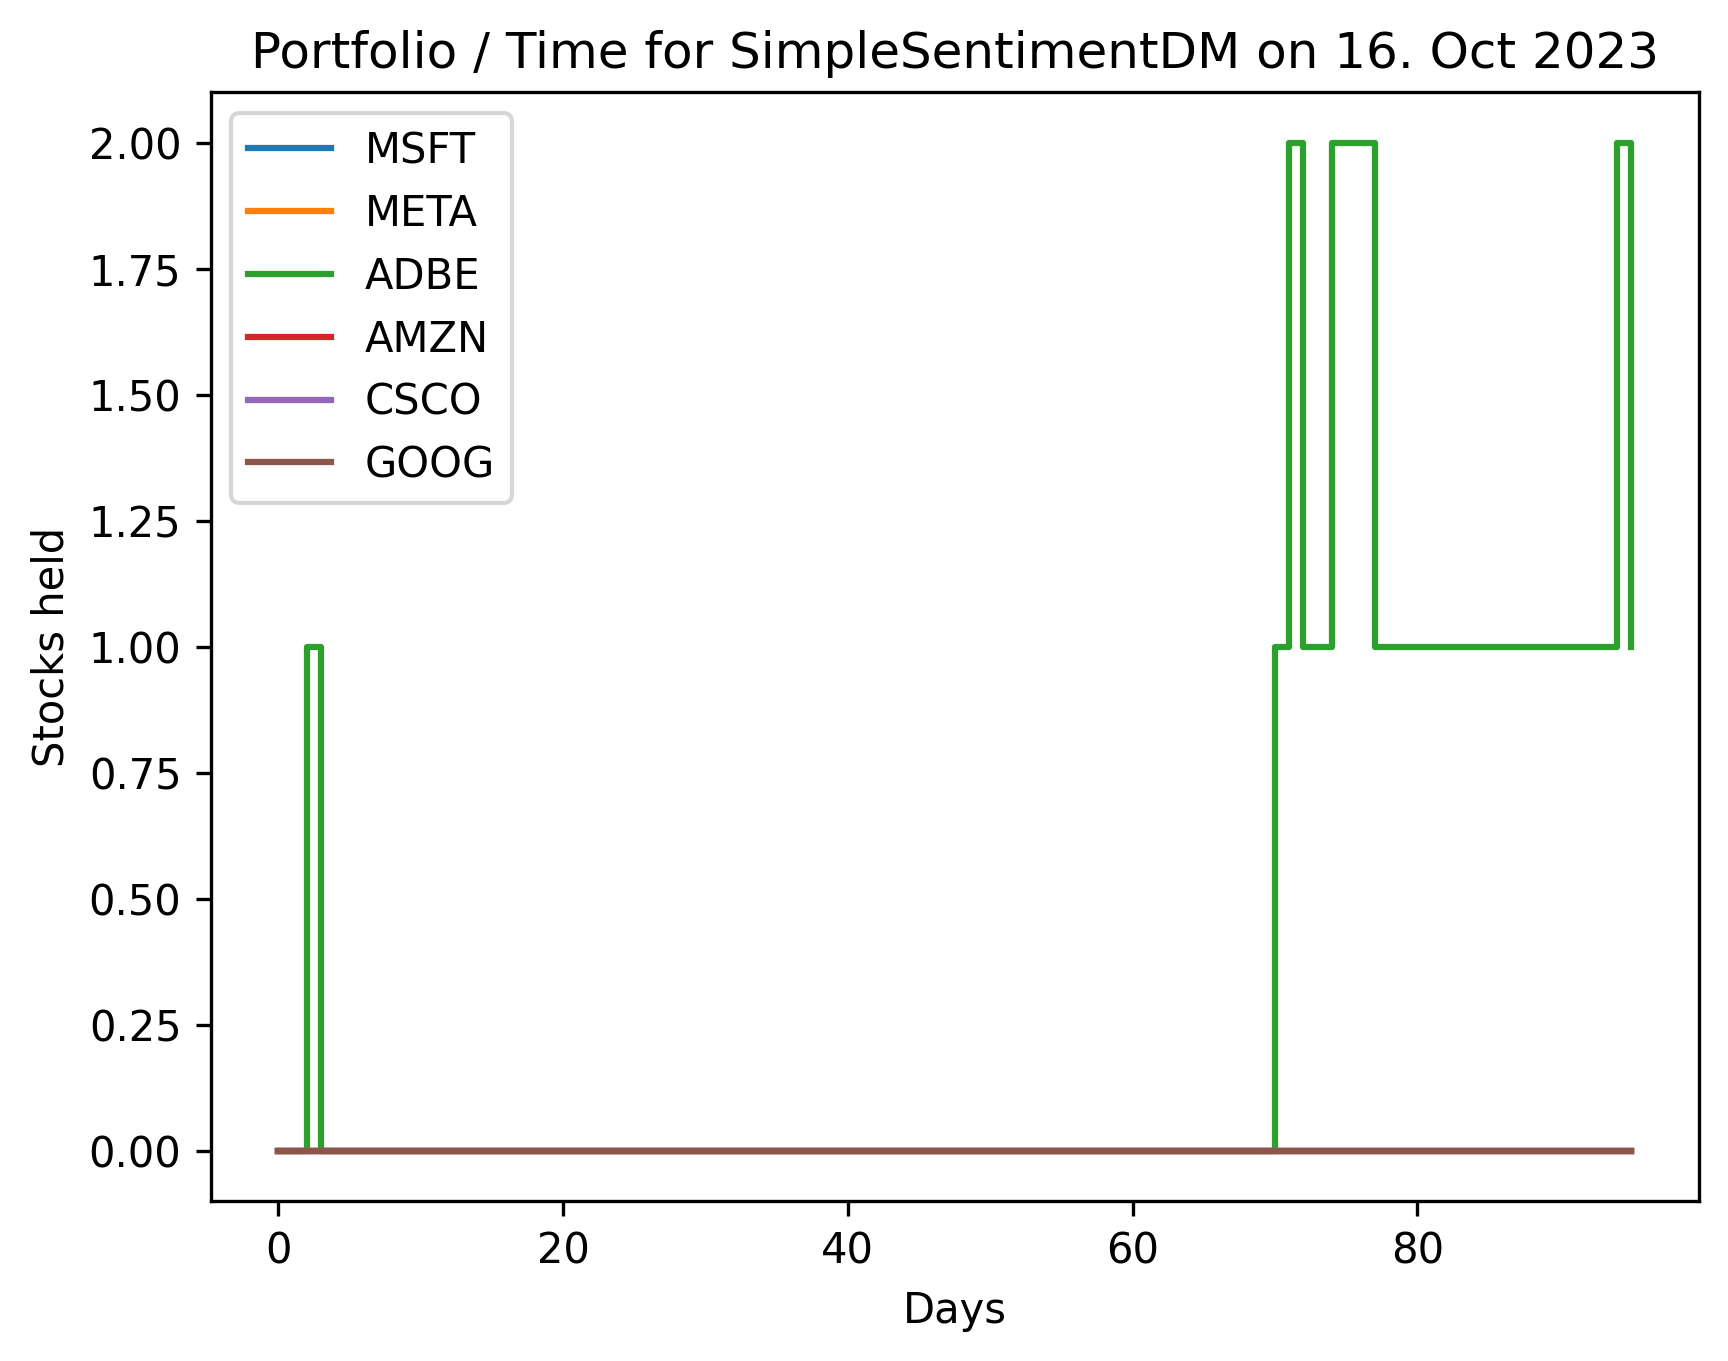 Portfolio / Time for SimpleSentimentDM on 16. Oct 2023
MSFT
META
ADBE
AMZN
CSCO
GOOG
2.00
1.75
1.50
1.25
1.00
0.75
0.50
0.25
0.00
Stocks held
0 20 40 60 80
Days